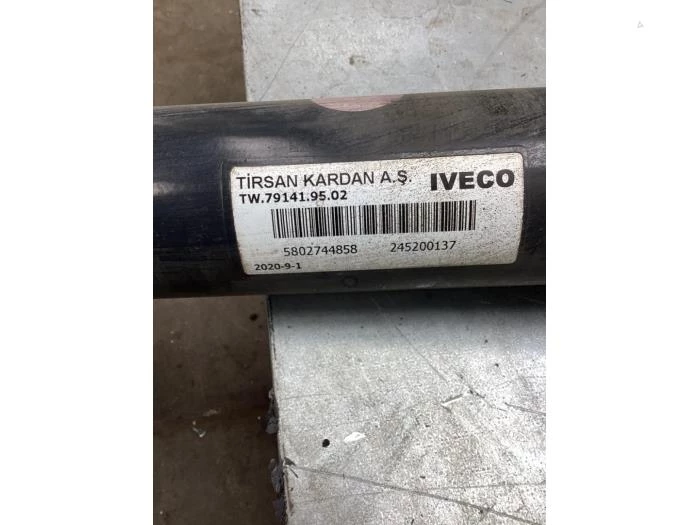 TİRSAN KARDAN A.Ş. IVECO
TW.79141.95.02
5802744858 245200137
2020-9-1